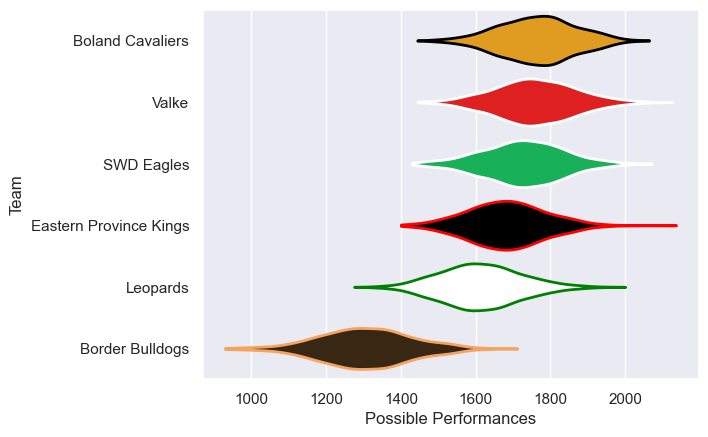 Boland Cavaliers
Valke
SWD Eagles
Eastern Province Kings
Leopards
Border Bulldogs
Team
1000 1200 1400 1600 1800 2000
Possible Performances